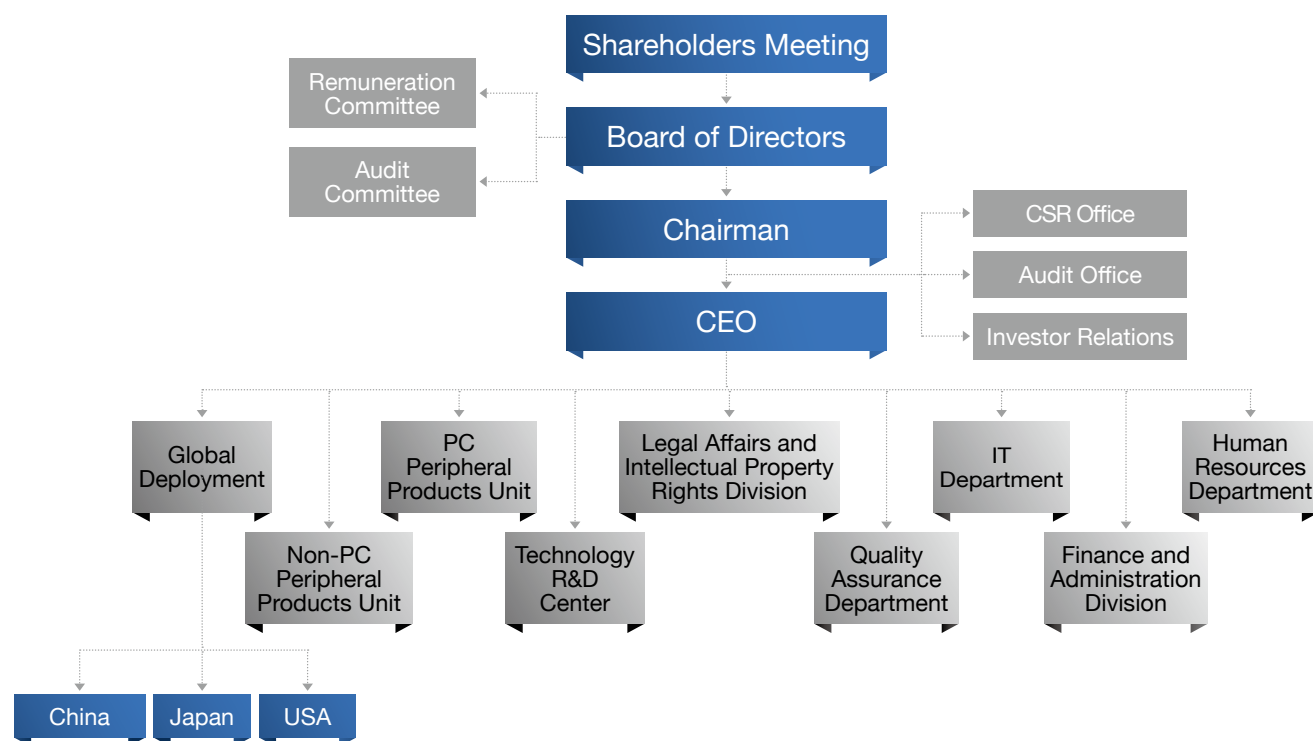 Shareholders Meeting
Remuneration
Committee
Board of Directors
Audit
Committee
Chairman
CSR Office
Audit Office
CEO
Investor Relations
Global
Deployment
PC
Peripheral
Products Unit
Legal Affairs and
Intellectual Property
Rights Division
IT
Department
Human
Resources
Department
Non-PC
Peripheral
Products Unit
Technology
R&D
Center
Quality
Assurance
Department
Finance and
Administration
Division
China
Japan
USA